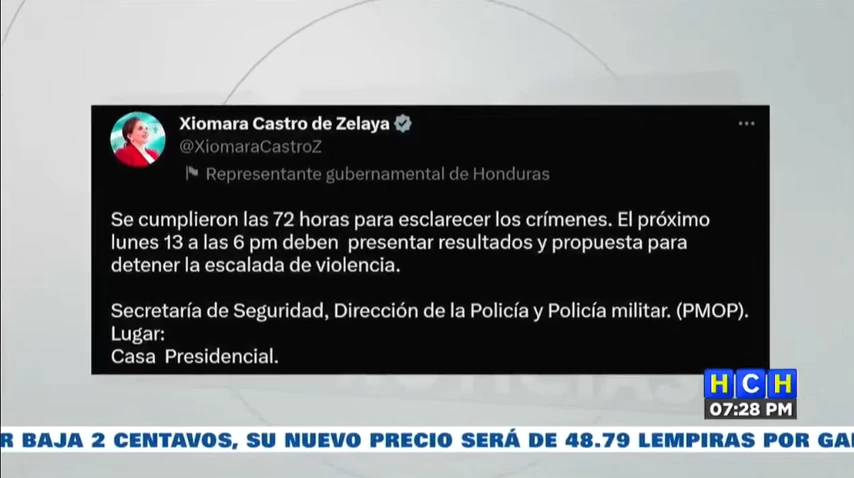 Xiomara Castro de Zelaya
@XiomaraCastroZ
Representante gubernamental de Honduras
Se cumplieron las 72 horas para esclarecer los crímenes. El próximo
lunes 13 a las 6 pm deben presentar resultados y propuesta para
detener la escalada de violencia.
Secretaría de Seguridad, Dirección de la Policía y Policía militar. (PMOP).
Lugar:
Casa Presidencial.
HCH
07:28 PM
R BAJA 2 CENTAVOS, SU NUEVO PRECIO SERÁ DE 48.79 LEMPIRAS POR GA